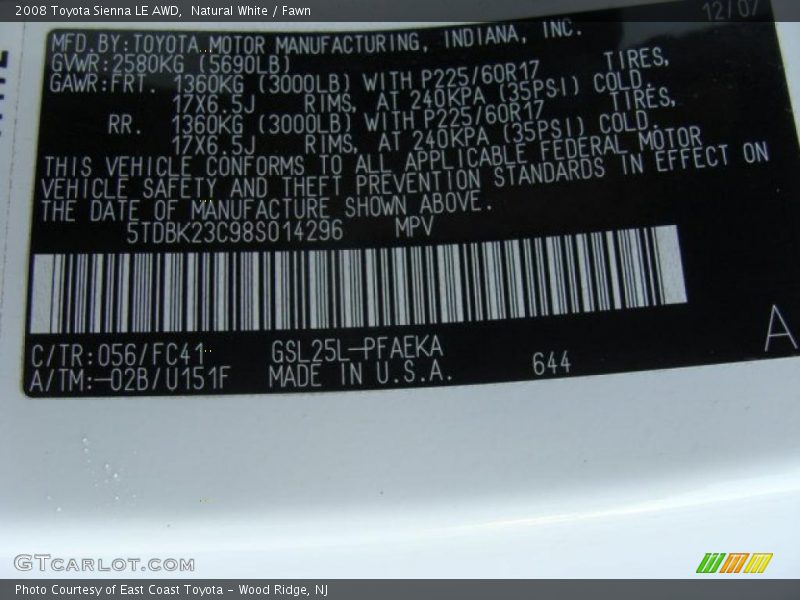 2008 Toyota Sienna LE AWD,  Natural White / Fawn
12/07
MFD.BY:TOYOTA MOTOR MANUFACTURING, INDIANA, INC.
GVWR:2580KG (5690LB)
GAWR:FRT. 1360KG (3000LB) WITH P225/60R17 TIRES,
17X6.5J RIMS, AT 240KPA (35PSI) COLD.
RR. 1360KG (3000LB) WITH P225/60R17 TIRES,
17X6.5J RIMS, AT 240KPA (35PSI) COLD.
THIS VEHICLE CONFORMS TO ALL APPLICABLE FEDERAL MOTOR
VEHICLE SAFETY AND THEFT PREVENTION STANDARDS IN EFFECT ON
THE DATE OF MANUFACTURE SHOWN ABOVE.
5TDBK23C98S014296 MPV
C/TR:056/FC41 GSL25L-PFAEKA
A/TM:-02B/U151F MADE IN U.S.A. 644
A
GTCARLOT.COM
Photo Courtesy of East Coast Toyota - Wood Ridge, NJ